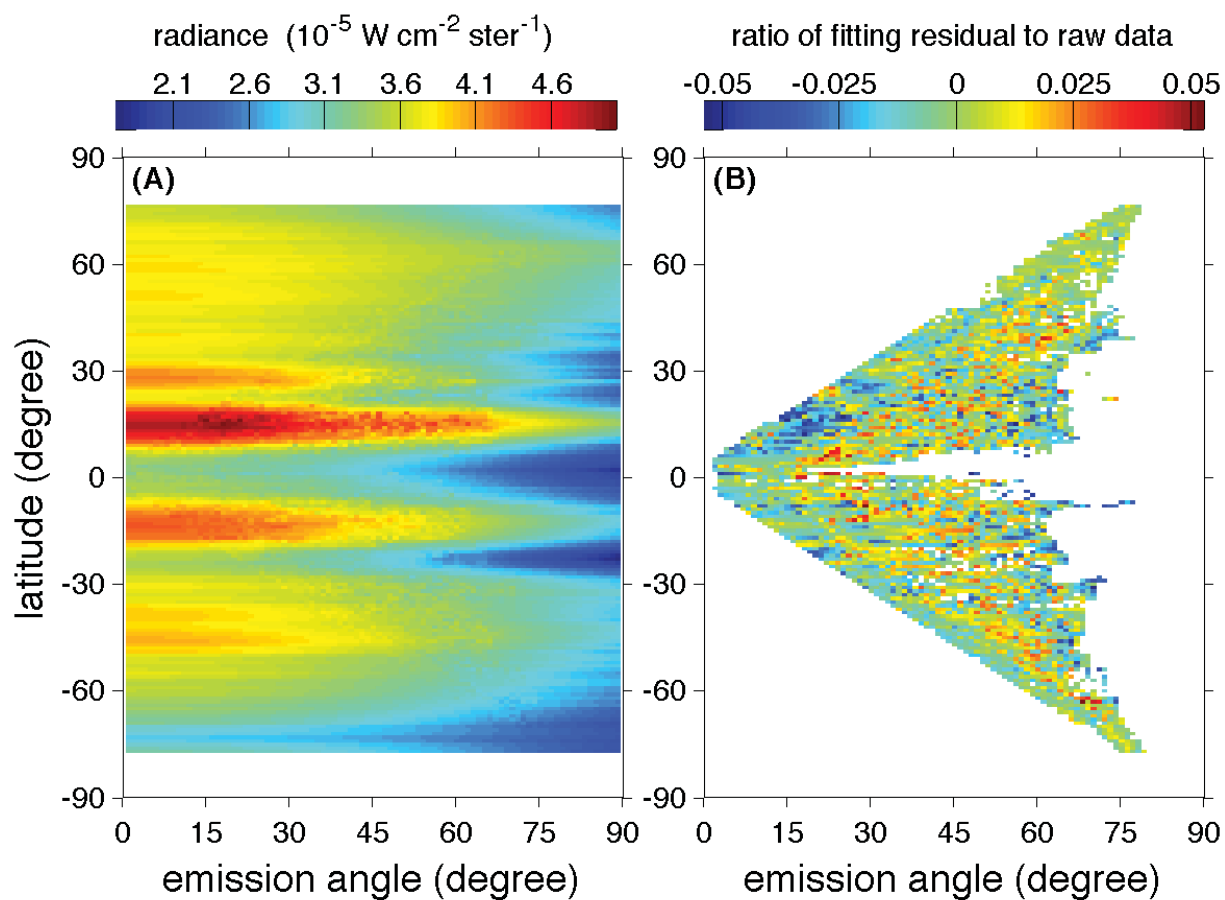 radiance (10⁻⁵ W cm⁻² ster⁻¹)
2.1 2.6 3.1 3.6 4.1 4.6
ratio of fitting residual to raw data
-0.05 -0.025 0 0.025 0.05
(A)
(B)
latitude (degree)
90
60
30
0
-30
-60
-90
90
60
30
0
-30
-60
-90
0 15 30 45 60 75 90
0 15 30 45 60 75 90
emission angle (degree)
emission angle (degree)